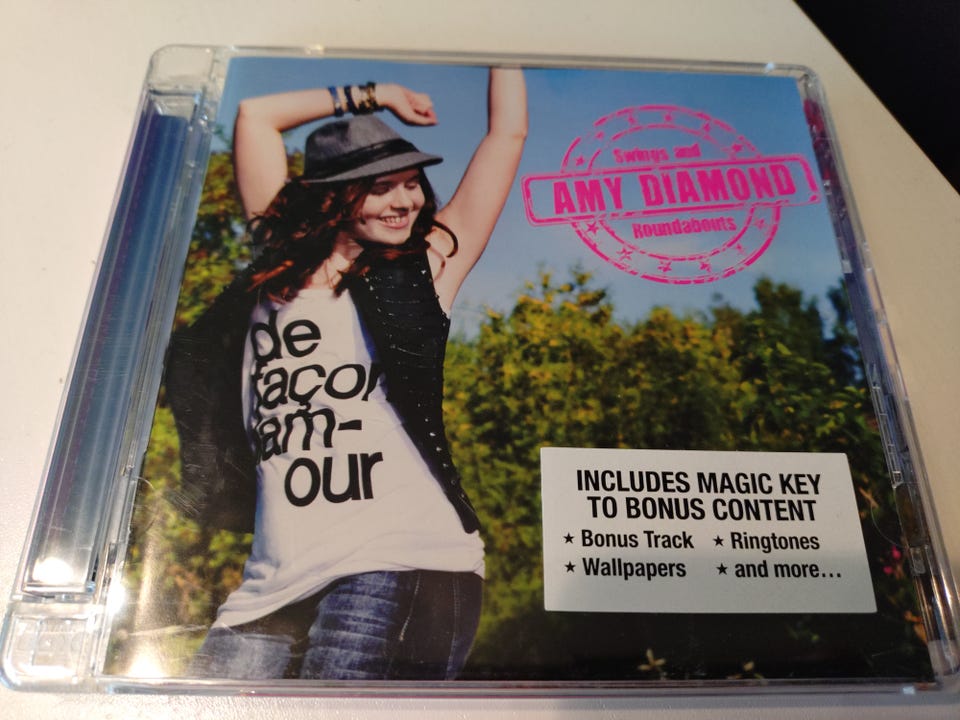 Swings and
AMY DIAMOND
Roundabouts
de
façon
am-
our
INCLUDES MAGIC KEY
TO BONUS CONTENT
★ Bonus Track ★ Ringtones
★ Wallpapers ★ and more...